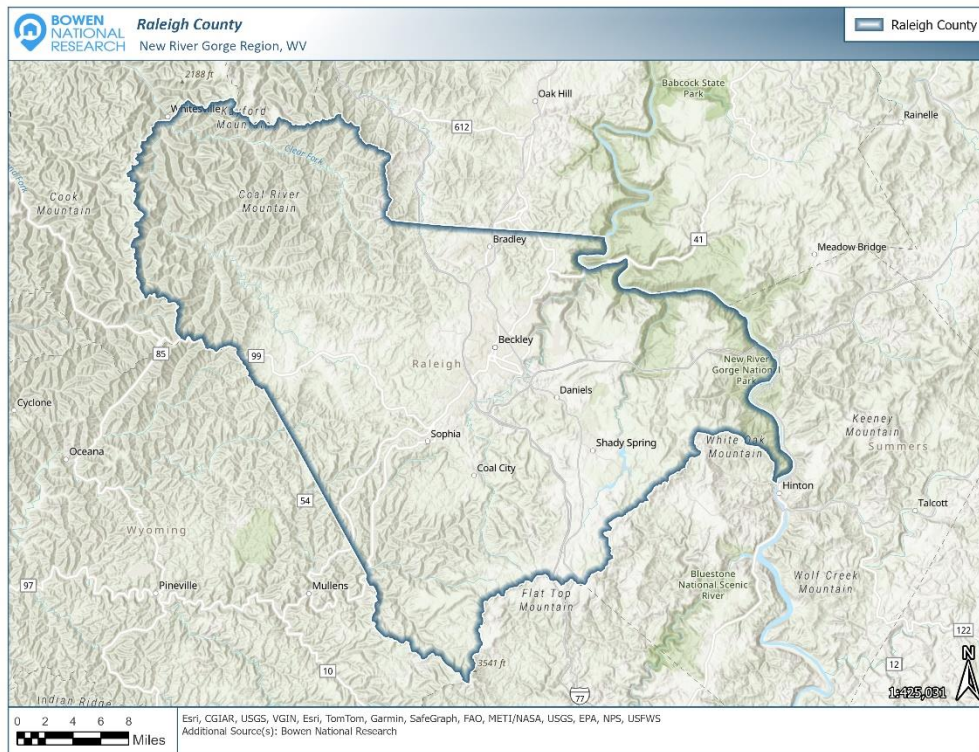 BOWEN
NATIONAL
RESEARCH
Raleigh County
New River Gorge Region, WV
Raleigh County
2188 ft
Whitesville
Kayford
Mountain
Oak Hill
Babcock State
Park
Rainelle
612
Clear Fork
Cook
Mountain
Coal River
Mountain
Bradley
41
Meadow Bridge
85
99
Beckley
Raleigh
New River
Gorge National
Park
Daniels
Cyclone
Keeney
Mountain
Summers
Sophia
Shady Spring
White Oak
Mountain
Oceana
Coal City
Hinton
54
Talcott
Wyoming
97
Pineville
Mullens
Flat Top
Mountain
Bluestone
National Scenic
River
Wolf Creek
Mountain
122
3541 ft
10
12
77
Indian Ridge
N
1:425,031
0 2 4 6 8
Miles
Esri, CGIAR, USGS, VGIN, Esri, TomTom, Garmin, SafeGraph, FAO, METI/NASA, USGS, EPA, NPS, USFWS
Additional Source(s): Bowen National Research